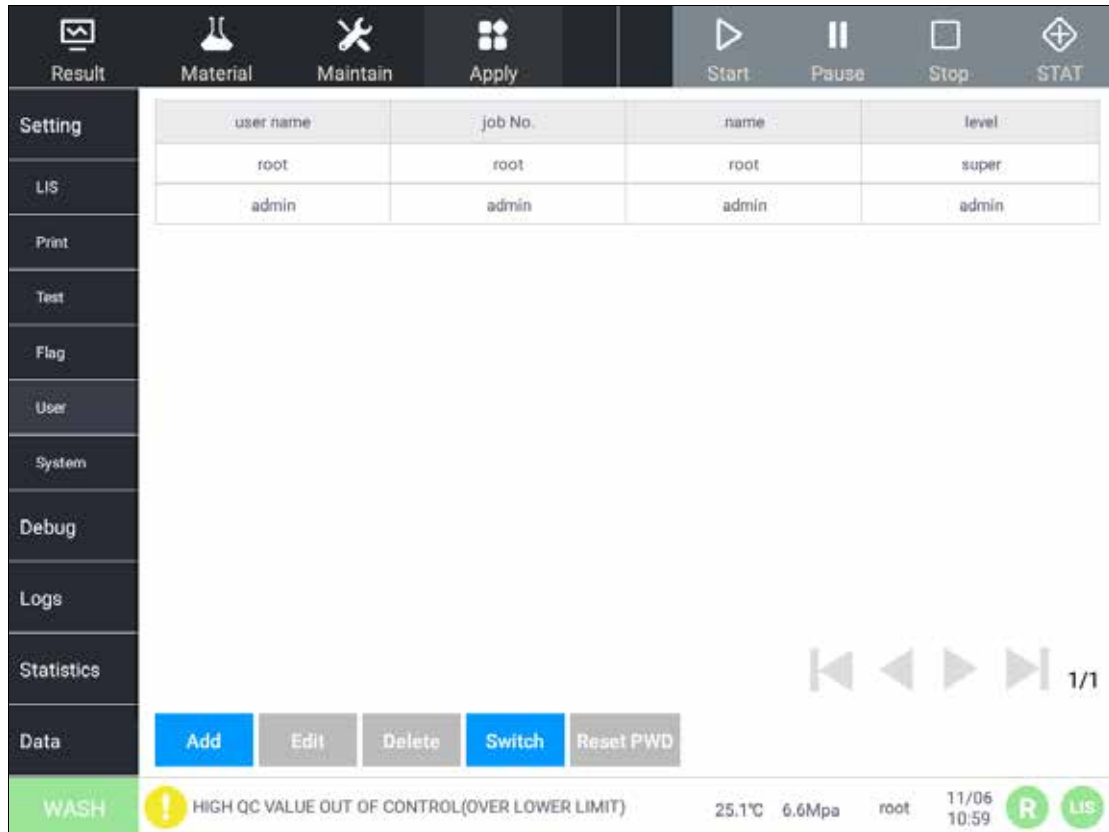 Result Material Maintain Apply Start Pause Stop STAT
Setting
LIS
Print
Test
Flag
User
System
Debug
Logs
Statistics
Data
user name job No. name level
root root root super
admin admin admin admin
1/1
Add Edit Delete Switch Reset PWD
WASH ! HIGH QC VALUE OUT OF CONTROL(OVER LOWER LIMIT) 25.1℃ 6.6Mpa root 11/06 R LIS
10:59